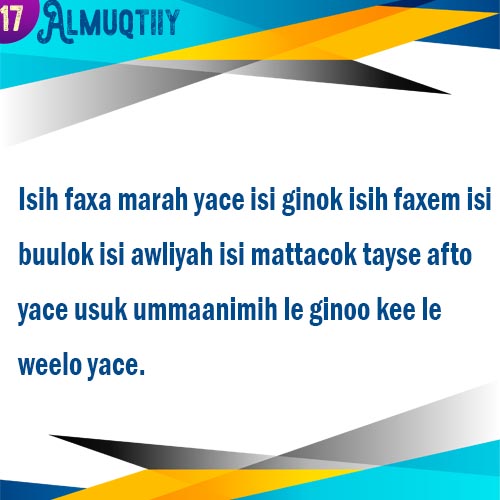 17 ALMUQTIIY
Isih faxa marah yace isi ginok isih faxem isi
buulok isi awliyah isi mattacok tayse afto
yace usuk ummaanimih le ginoo kee le
weelo yace.